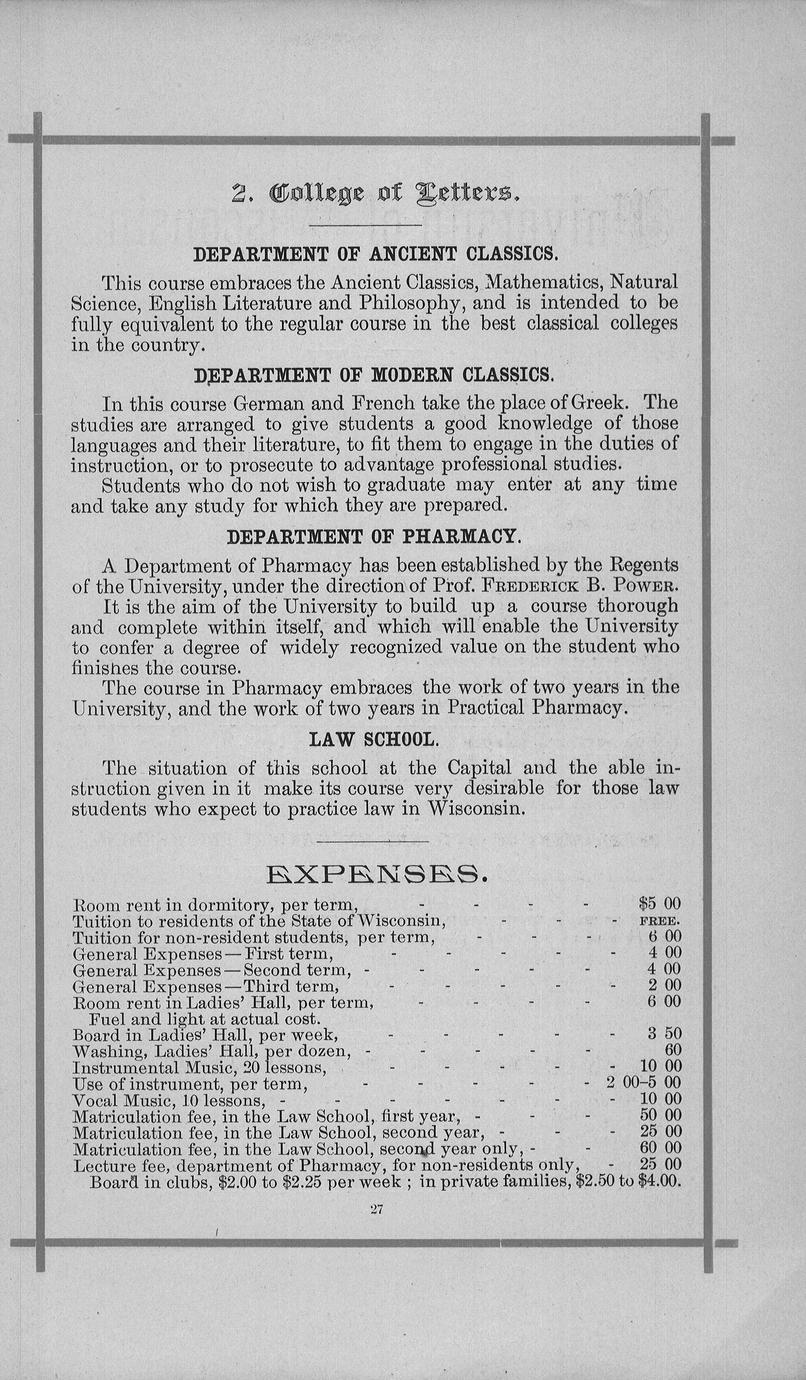 2. College of Letters.
DEPARTMENT OF ANCIENT CLASSICS.
This course embraces the Ancient Classics, Mathematics, Natural
Science, English Literature and Philosophy, and is intended to be
fully equivalent to the regular course in the best classical colleges
in the country.
DEPARTMENT OF MODERN CLASSICS.
In this course German and French take the place of Greek. The
studies are arranged to give students a good knowledge of those
languages and their literature, to fit them to engage in the duties of
instruction, or to prosecute to advantage professional studies.
Students who do not wish to graduate may enter at any time
and take any study for which they are prepared.
DEPARTMENT OF PHARMACY.
A Department of Pharmacy has been established by the Regents
of the University, under the direction of Prof. FREDERICK B. POWER.
It is the aim of the University to build up a course thorough
and complete within itself, and which will enable the University
to confer a degree of widely recognized value on the student who
finishes the course.
The course in Pharmacy embraces the work of two years in the
University, and the work of two years in Practical Pharmacy.
LAW SCHOOL.
The situation of this school at the Capital and the able in-
struction given in it make its course very desirable for those law
students who expect to practice law in Wisconsin.
EXPENSES.
Room rent in dormitory, per term, - - - - $5 00
Tuition to residents of the State of Wisconsin, - - - FREE.
Tuition for non-resident students, per term, - - - 6 00
General Expenses—First term, - - - - - 4 00
General Expenses—Second term, - - - - - 4 00
General Expenses—Third term, - - - - - 2 00
Room rent in Ladies' Hall, per term, - - - - 6 00
Fuel and light at actual cost.
Board in Ladies' Hall, per week, - - - - - 3 50
Washing, Ladies' Hall, per dozen, - - - - - 60
Instrumental Music, 20 lessons, - - - - - 10 00
Use of instrument, per term, - - - - - 2 00–5 00
Vocal Music, 10 lessons, - - - - - - - 10 00
Matriculation fee, in the Law School, first year, - - - 50 00
Matriculation fee, in the Law School, second year, - - - 25 00
Matriculation fee, in the Law School, second year only, - - 60 00
Lecture fee, department of Pharmacy, for non-residents only, - 25 00
Board in clubs, $2.00 to $2.25 per week ; in private families, $2.50 to $4.00.
27